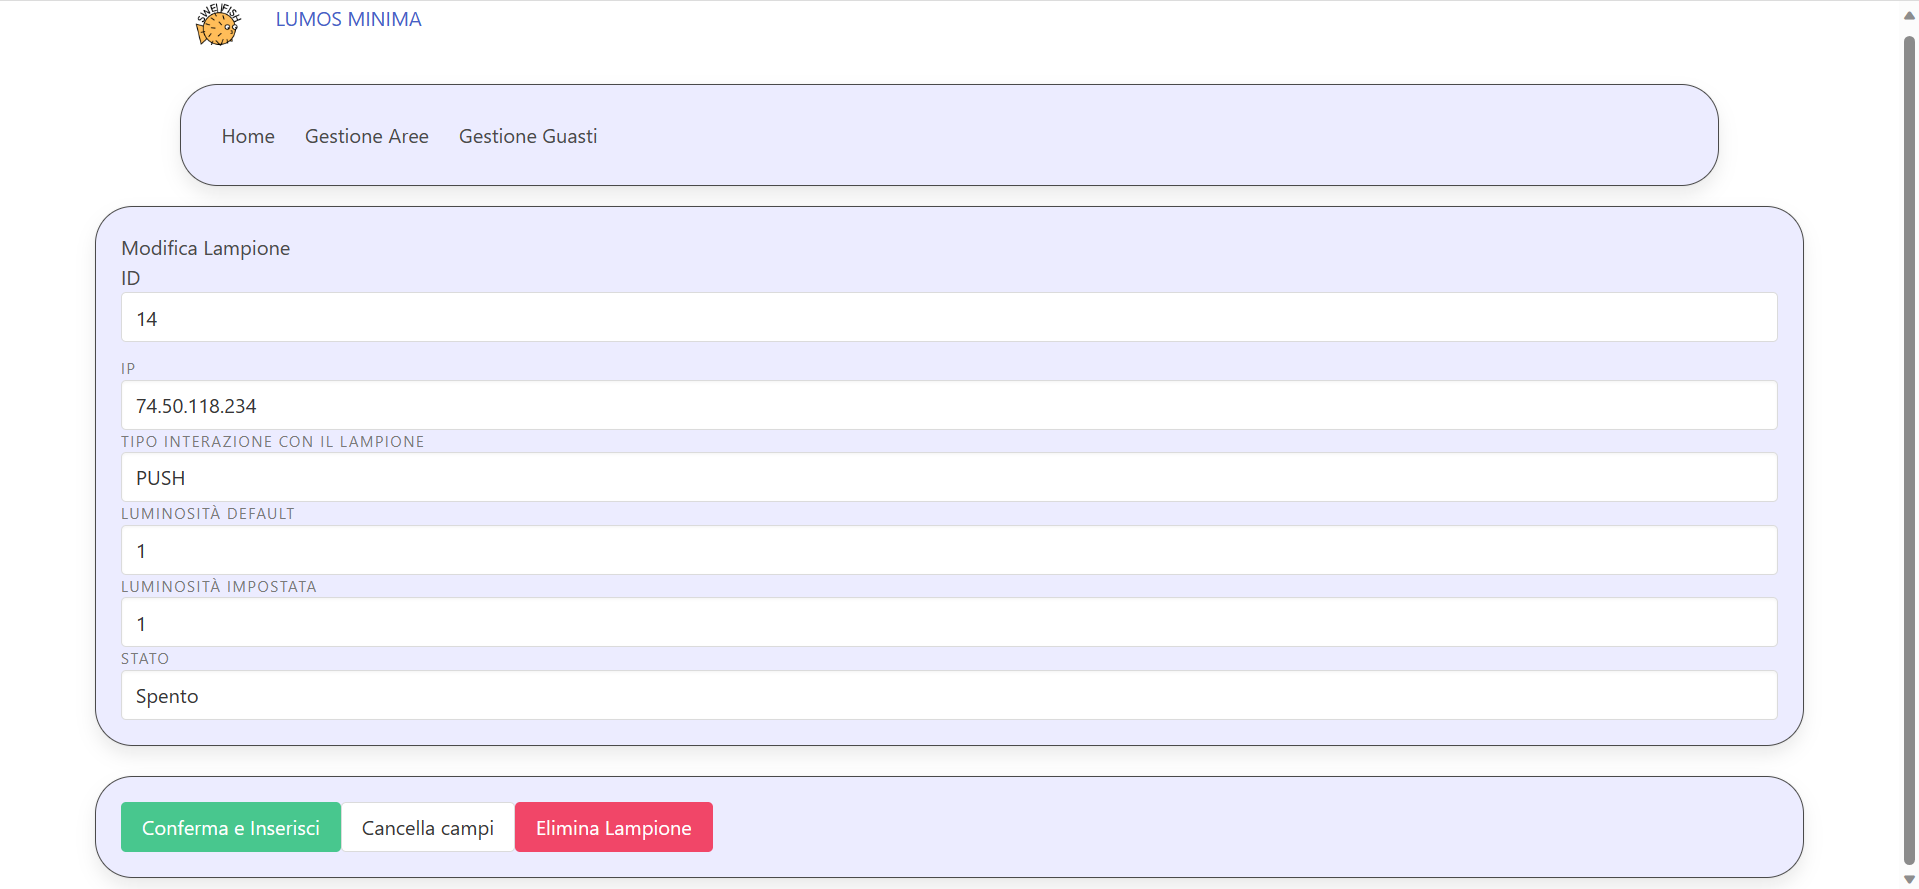 SWELLFISH
LUMOS MINIMA
Home Gestione Aree Gestione Guasti
Modifica Lampione
ID
14
IP
74.50.118.234
TIPO INTERAZIONE CON IL LAMPIONE
PUSH
LUMINOSITÀ DEFAULT
1
LUMINOSITÀ IMPOSTATA
1
STATO
Spento
Conferma e Inserisci Cancella campi Elimina Lampione